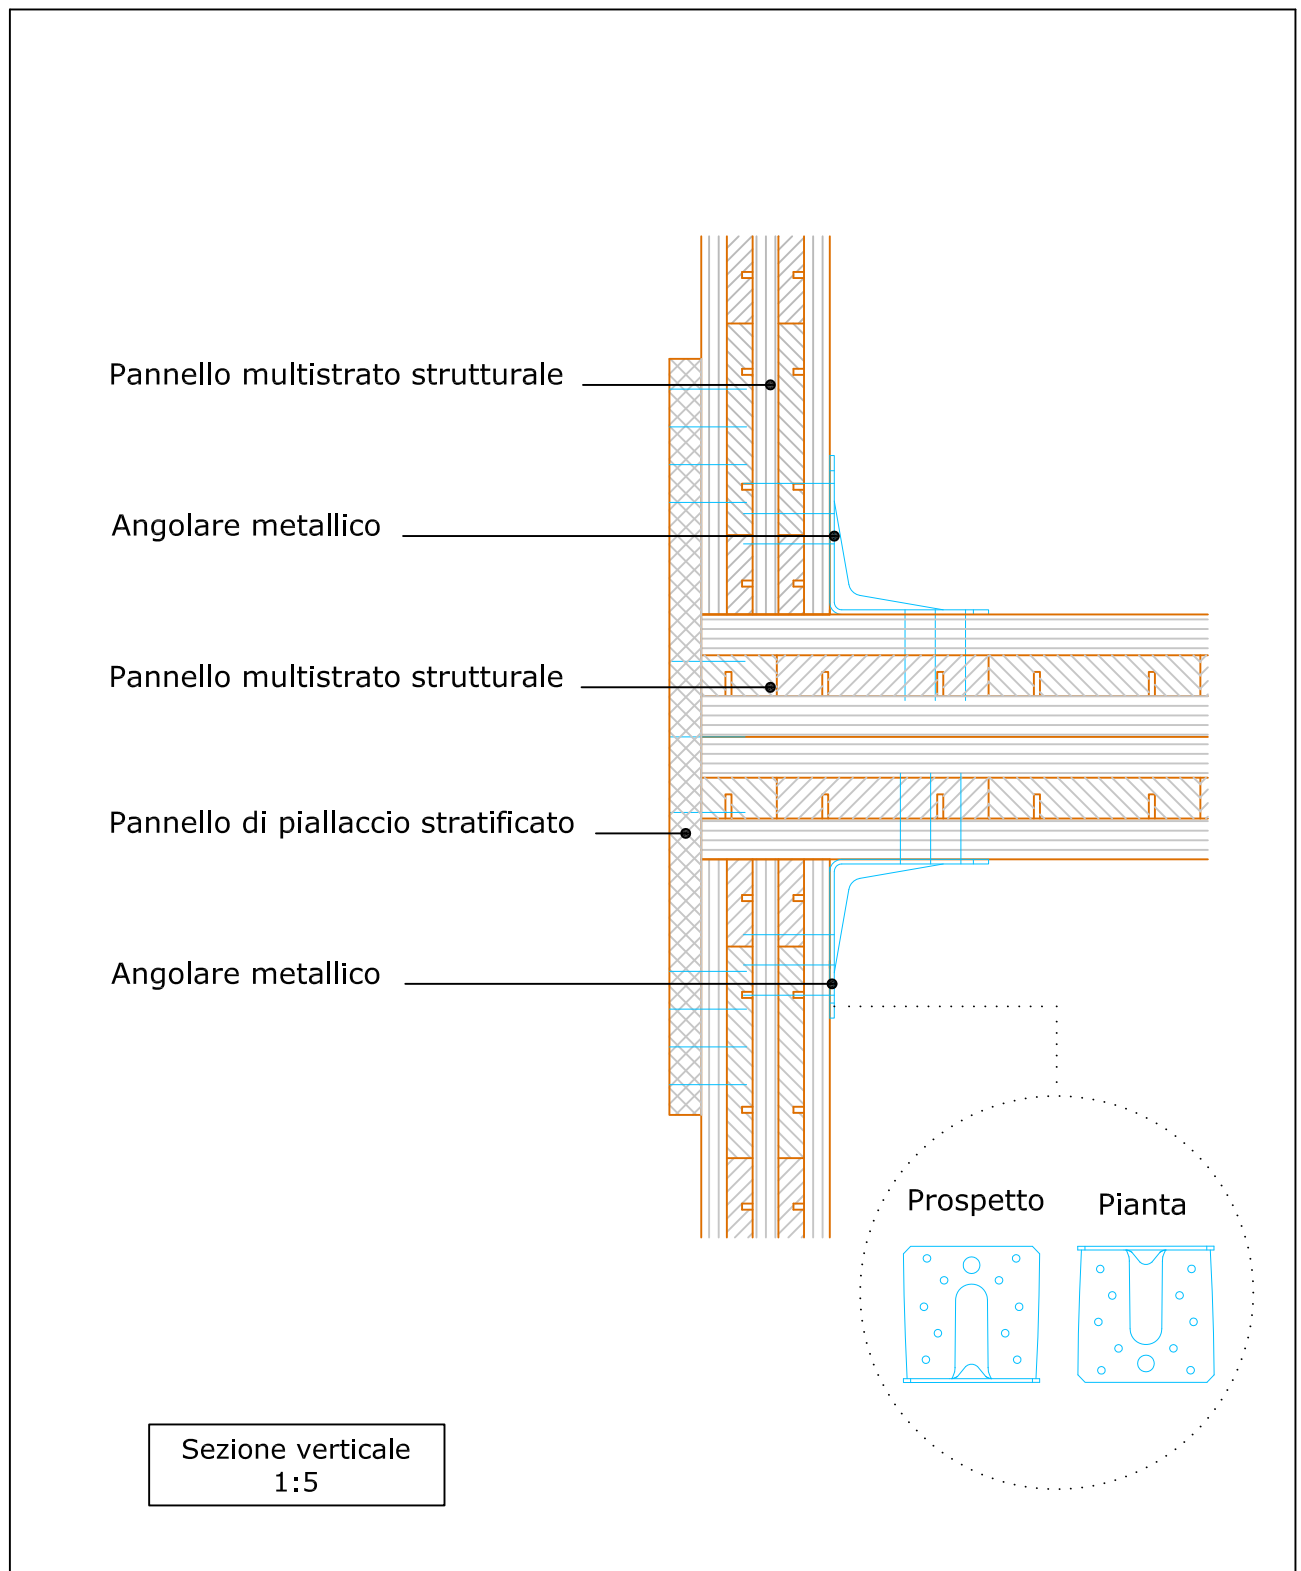 Pannello multistrato strutturale
Angolare metallico
Pannello multistrato strutturale
Pannello di piallaccio stratificato
Angolare metallico
Prospetto
Pianta
Sezione verticale
1:5